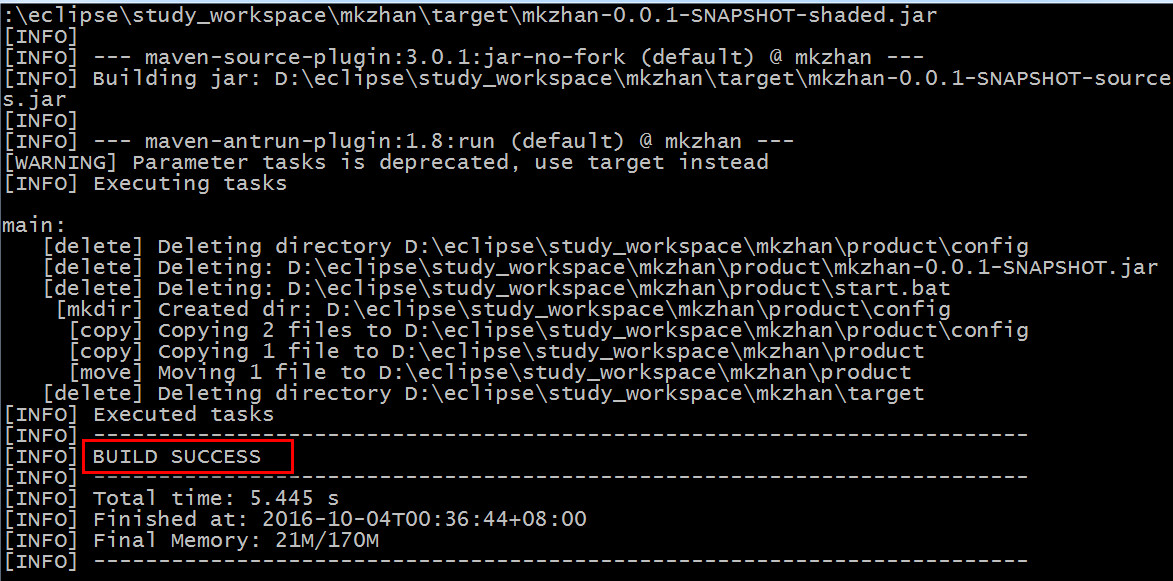 :\eclipse\study_workspace\mkzhan\target\mkzhan-0.0.1-SNAPSHOT-shaded.jar
[INFO]
[INFO] --- maven-source-plugin:3.0.1:jar-no-fork (default) @ mkzhan ---
[INFO] Building jar: D:\eclipse\study_workspace\mkzhan\target\mkzhan-0.0.1-SNAPSHOT-source
s.jar
[INFO]
[INFO] --- maven-antrun-plugin:1.8:run (default) @ mkzhan ---
[WARNING] Parameter tasks is deprecated, use target instead
[INFO] Executing tasks
main:
[delete] Deleting directory D:\eclipse\study_workspace\mkzhan\product\config
[delete] Deleting: D:\eclipse\study_workspace\mkzhan\product\mkzhan-0.0.1-SNAPSHOT.jar
[delete] Deleting: D:\eclipse\study_workspace\mkzhan\product\start.bat
[mkdir] Created dir: D:\eclipse\study_workspace\mkzhan\product\config
[copy] Copying 2 files to D:\eclipse\study_workspace\mkzhan\product\config
[copy] Copying 1 file to D:\eclipse\study_workspace\mkzhan\product
[move] Moving 1 file to D:\eclipse\study_workspace\mkzhan\product
[delete] Deleting directory D:\eclipse\study_workspace\mkzhan\target
[INFO] Executed tasks
[INFO] ------------------------------------------------------------------------
[INFO] BUILD SUCCESS
[INFO] ------------------------------------------------------------------------
[INFO] Total time: 5.445 s
[INFO] Finished at: 2016-10-04T00:36:44+08:00
[INFO] Final Memory: 21M/170M
[INFO] ------------------------------------------------------------------------